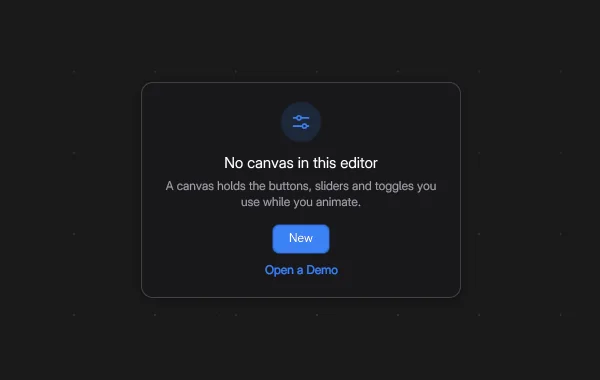 No canvas in this editor
A canvas holds the buttons, sliders and toggles you
use while you animate.
New
Open a Demo